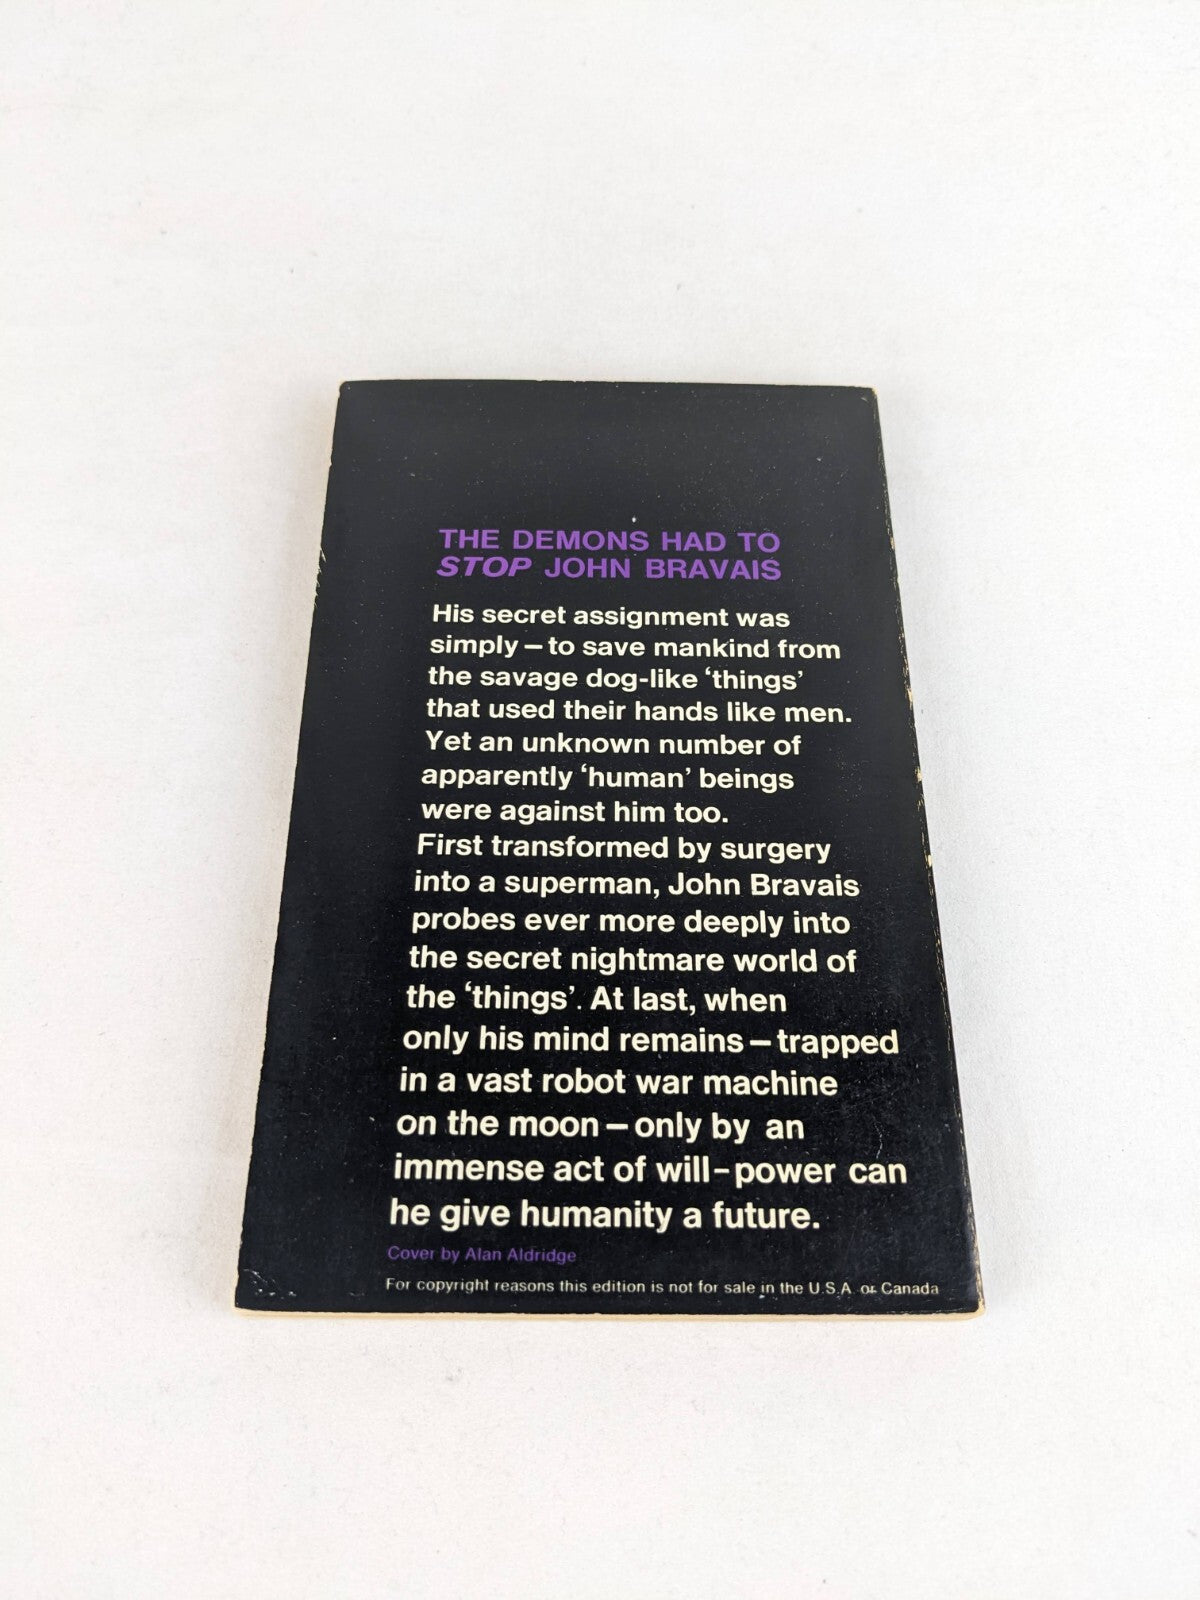 THE DEMONS HAD TO
STOP JOHN BRAVAIS
His secret assignment was
simply – to save mankind from
the savage dog-like ‘things’
that used their hands like men.
Yet an unknown number of
apparently ‘human’ beings
were against him too.
First transformed by surgery
into a superman, John Bravais
probes ever more deeply into
the secret nightmare world of
the ‘things’. At last, when
only his mind remains – trapped
in a vast robot war machine
on the moon – only by an
immense act of will-power can
he give humanity a future.
Cover by Alan Aldridge
For copyright reasons this edition is not for sale in the U.S.A. or Canada